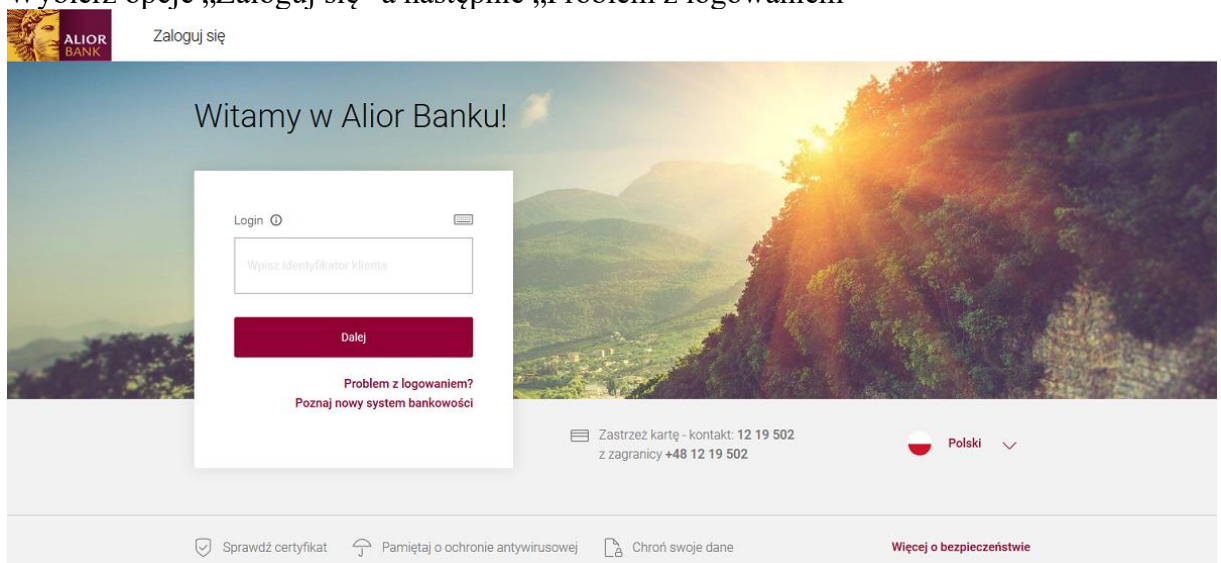 Wybierz opcję „Zaloguj się" a następnie „Problem z logowaniem
ALIOR
BANK
Zaloguj się
Witamy w Alior Banku!
Login
Wpisz identyfikator klienta
Dalej
Problem z logowaniem?
Poznaj nowy system bankowości
Zastrzeż kartę - kontakt: 12 19 502
z zagranicy +48 12 19 502
Polski
Sprawdź certyfikat
Pamiętaj o ochronie antywirusowej
Chroń swoje dane
Więcej o bezpieczeństwie